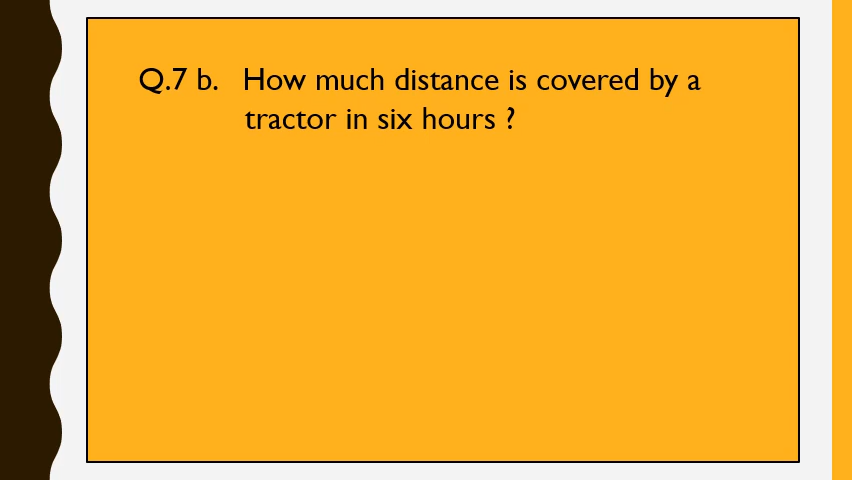 Q.7 b. How much distance is covered by a
tractor in six hours ?